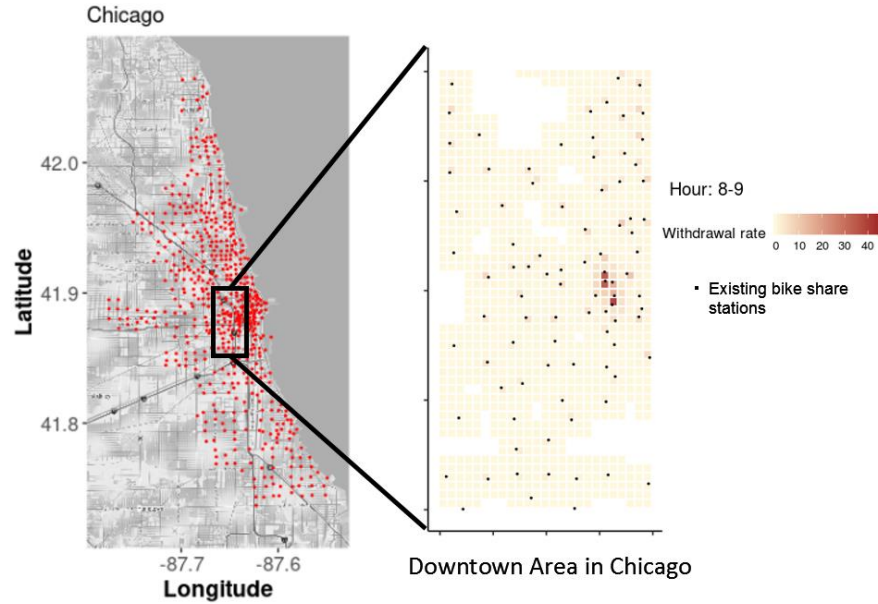 Chicago
42.0
41.9
41.8
Latitude
-87.7 -87.6
Longitude
Hour: 8-9
Withdrawal rate
0 10 20 30 40
Existing bike share
stations
Downtown Area in Chicago